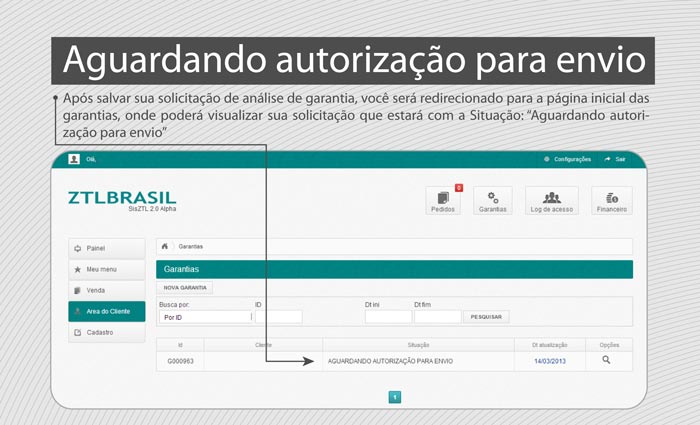 Aguardando autorização para envio
Após salvar sua solicitação de análise de garantia, você será redirecionado para a página inicial das
garantias, onde poderá visualizar sua solicitação que estará com a Situação: “Aguardando autori-
zação para envio”
Olá,
Configurações
Sair
ZTLBRASIL
SisZTL 2.0 Alpha
0
Pedidos
Garantias
Log de acesso
Financeiro
Painel
Meu menu
Venda
Area do Cliente
Cadastro
Garantias
Garantias
NOVA GARANTIA
Busca por: ID Dt ini Dt fim
Por ID PESQUISAR
Id Cliente Situação Dt atualização Opções
G000963 AGUARDANDO AUTORIZAÇÃO PARA ENVIO 14/03/2013
1